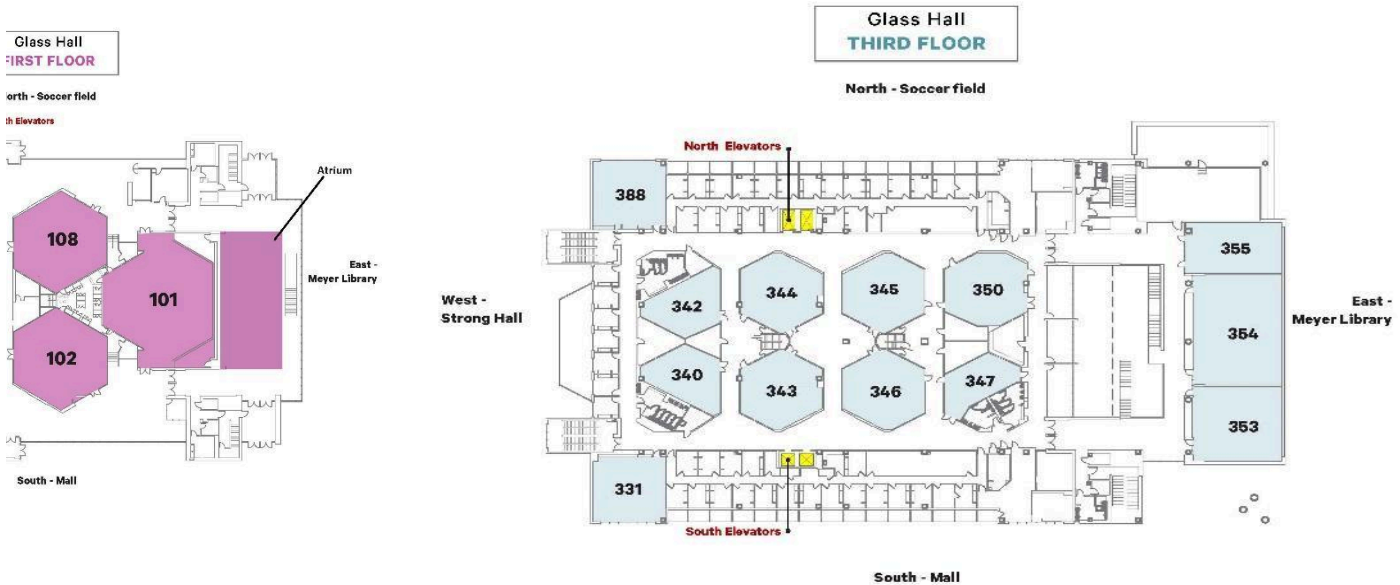 Glass Hall
FIRST FLOOR
orth - Soccer field
th Elevators
Atrium
108
101
102
East -
Meyer Library
South - Mall
Glass Hall
THIRD FLOOR
North - Soccer field
North Elevators
388
355
342
344
345
350
West -
Strong Hall
East -
Meyer Library
354
340
343
346
347
353
331
South Elevators
South - Mall